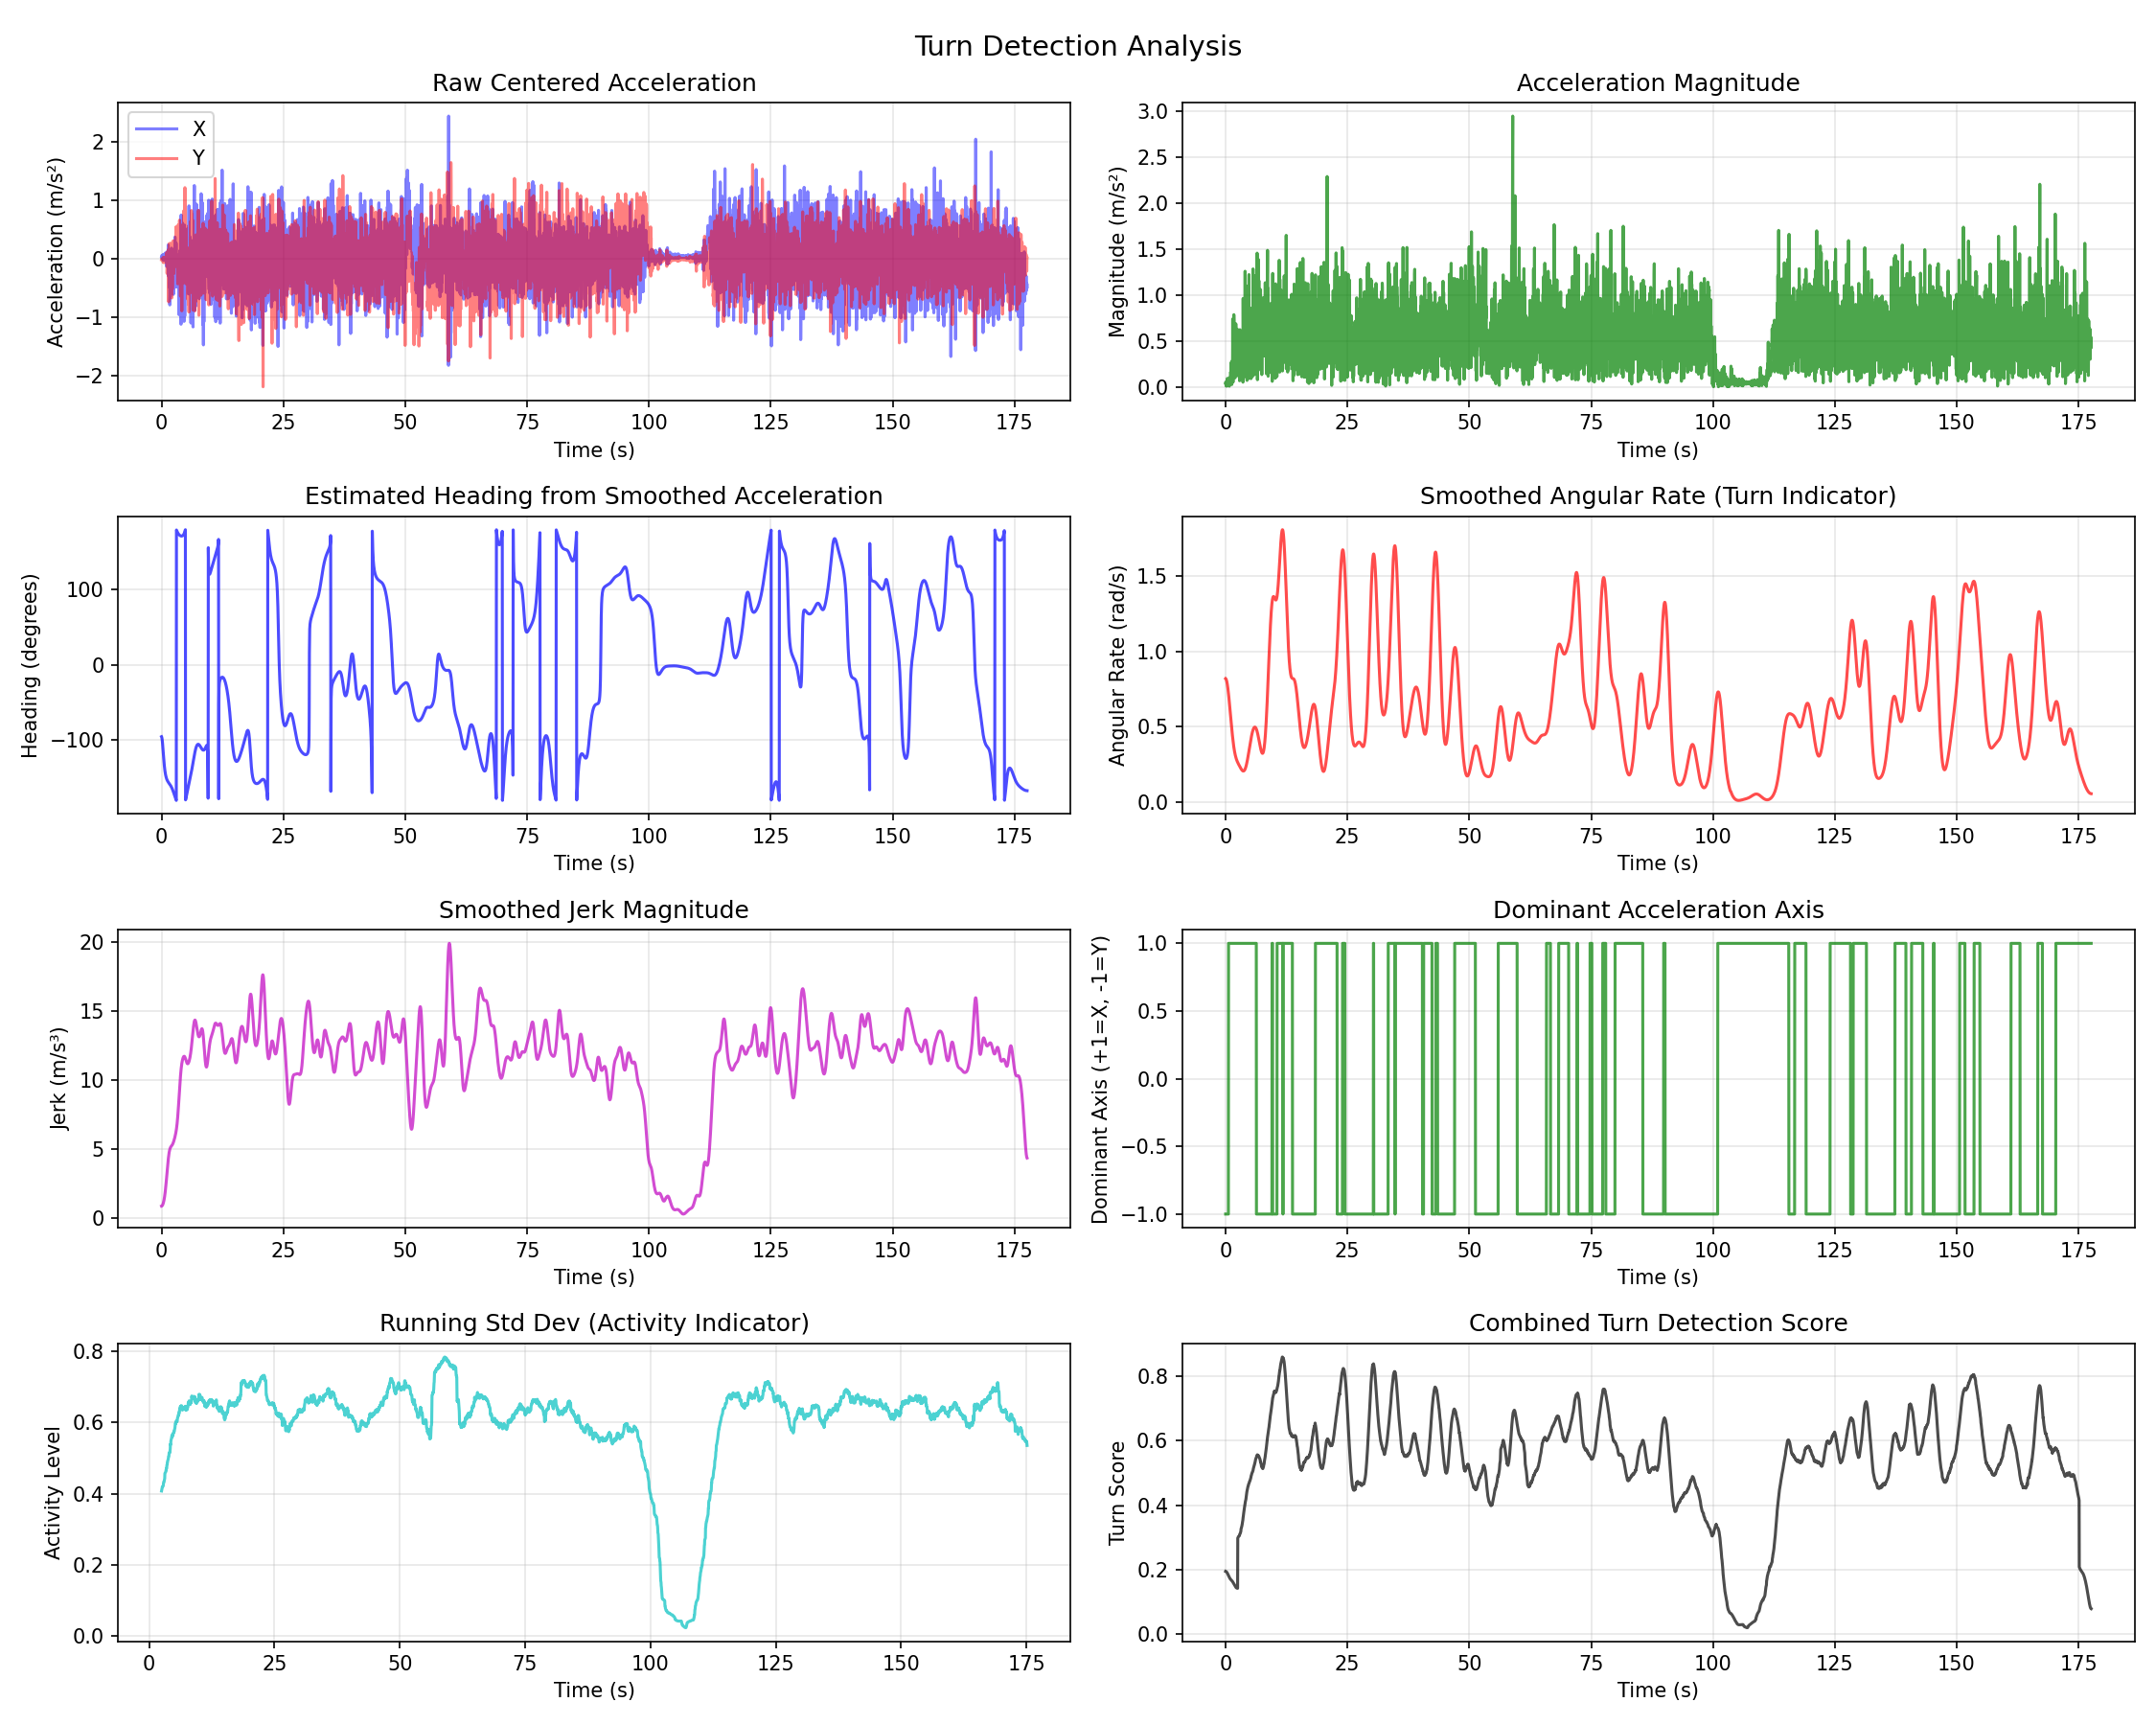 Turn Detection Analysis
Raw Centered Acceleration
Acceleration (m/s²)
2
1
0
−1
−2
X
Y
0 25 50 75 100 125 150 175
Time (s)
Acceleration Magnitude
Magnitude (m/s²)
3.0
2.5
2.0
1.5
1.0
0.5
0.0
0 25 50 75 100 125 150 175
Time (s)
Estimated Heading from Smoothed Acceleration
Heading (degrees)
100
0
−100
0 25 50 75 100 125 150 175
Time (s)
Smoothed Angular Rate (Turn Indicator)
Angular Rate (rad/s)
1.5
1.0
0.5
0.0
0 25 50 75 100 125 150 175
Time (s)
Smoothed Jerk Magnitude
Jerk (m/s³)
20
15
10
5
0
0 25 50 75 100 125 150 175
Time (s)
Dominant Acceleration Axis
Dominant Axis (+1=X, -1=Y)
1.0
0.5
0.0
−0.5
−1.0
0 25 50 75 100 125 150 175
Time (s)
Running Std Dev (Activity Indicator)
Activity Level
0.8
0.6
0.4
0.2
0.0
0 25 50 75 100 125 150 175
Time (s)
Combined Turn Detection Score
Turn Score
0.8
0.6
0.4
0.2
0.0
0 25 50 75 100 125 150 175
Time (s)